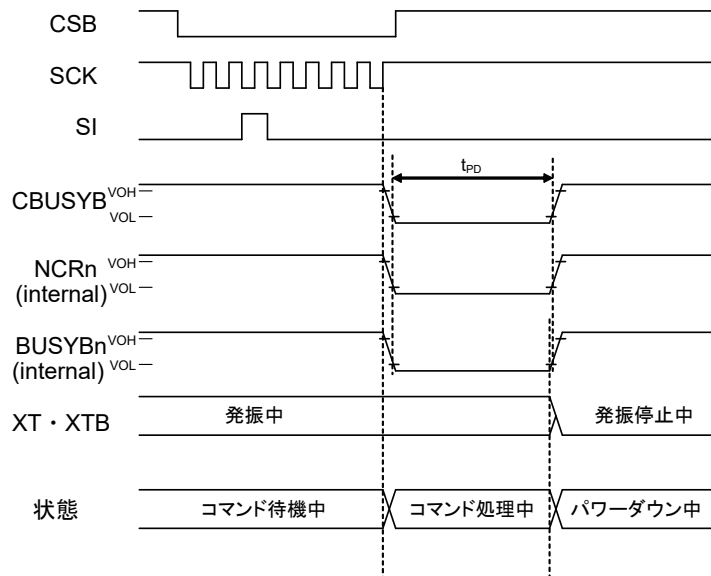 CSB
SCK
SI
tPD
CBUSYB
VOH
VOL
NCRn
(internal)
VOH
VOL
BUSYBn
(internal)
VOH
VOL
XT・XTB
発振中
発振停止中
状態
コマンド待機中
コマンド処理中
パワーダウン中